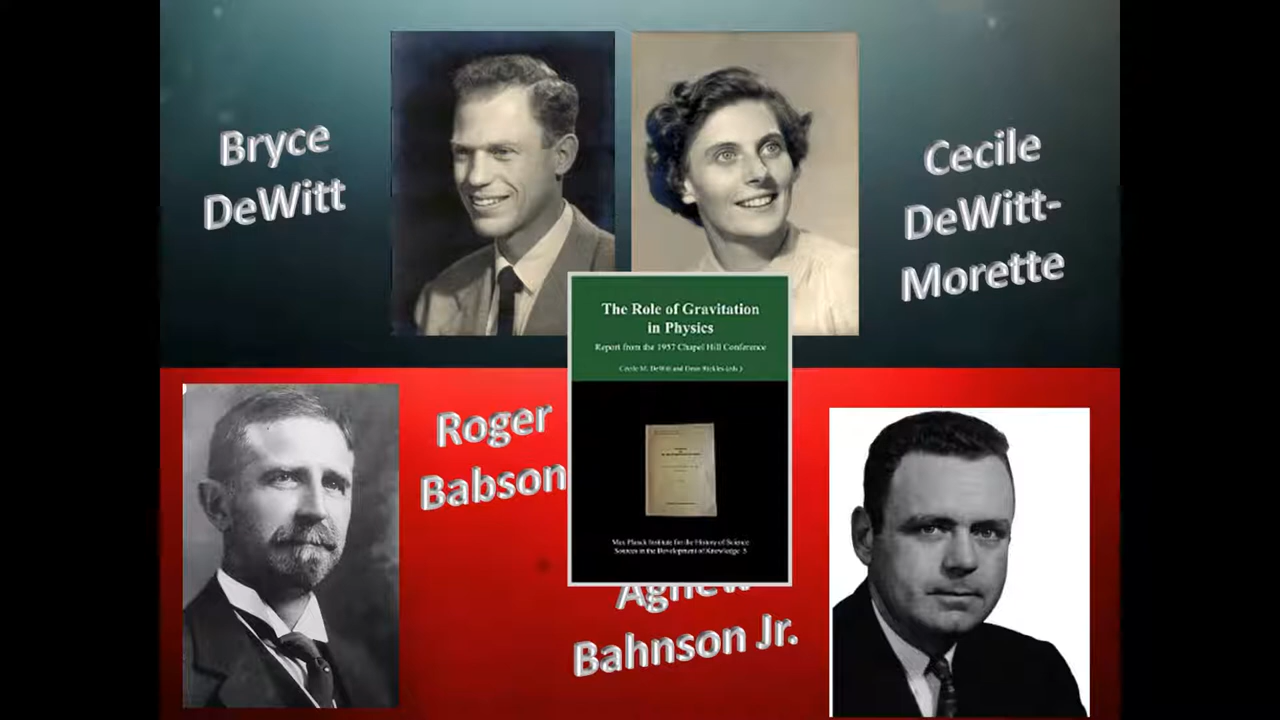 Bryce
DeWitt
Cecile
DeWitt-
Morette
The Role of Gravitation
in Physics
Report from the 1957 Chapel Hill Conference
Cécile M. DeWitt and Dean Rickles (eds.)
Roger
Babson
Max Planck Institute for the History of Science
Sources in the Development of Knowledge 5
Agnew
Bahnson Jr.